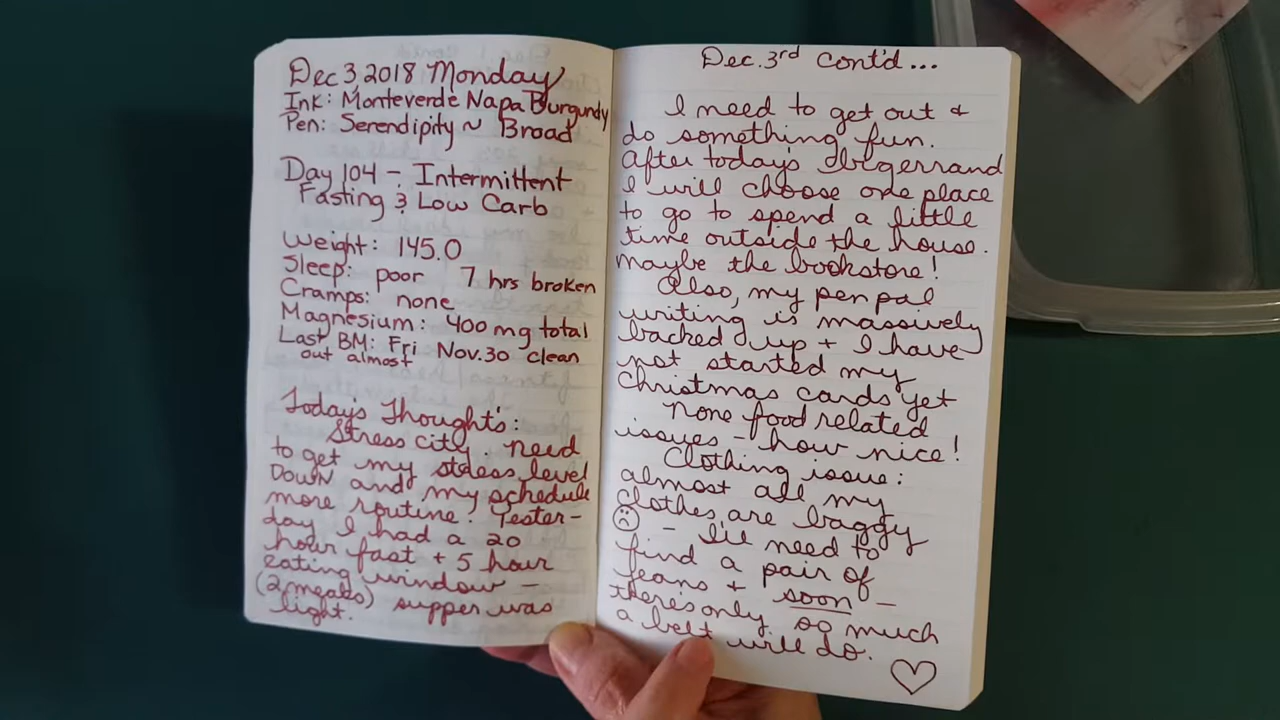 Dec 3, 2018 Monday
Ink: Monteverde Napa Burgundy
Pen: Serendipity ~ Broad
Day 104 - Intermittent
Fasting & Low Carb
Weight: 145.0
Sleep: poor 7 hrs broken
Cramps: none
Magnesium: 400 mg total
Last BM: Fri Nov. 30 clean
out almost
Today's Thought's:
Stress city. need
to get my stress level
DOWN and my schedule
more routine. Yester-
day I had a 20
hour fast + 5 hour
eating window -
(2 meals) supper was
light.
Dec. 3rd cont'd...
I need to get out &
do something fun.
After today's big errand
I will choose one place
to go to spend a little
time outside the house.
maybe the bookstore!
Also, my pen pal
writing is massively
backed up + I have
not started my
Christmas cards yet
None food related
issues - how nice!
Clothing issue:
almost all my
clothes are baggy
- I'll need to
find a pair of
jeans + soon -
there's only so much
a belt will do.